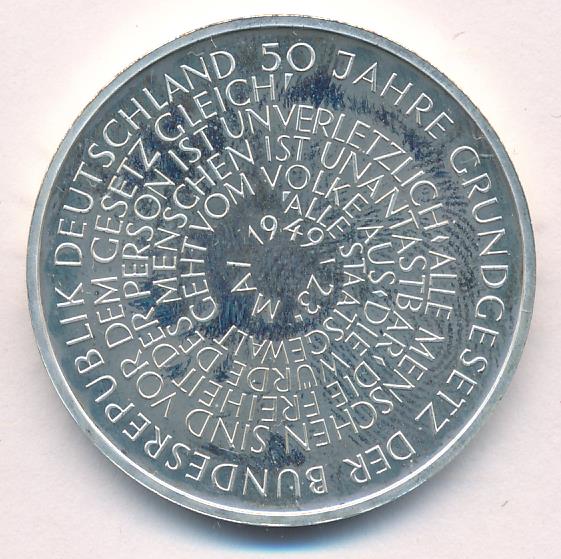 50 JAHRE GRUNDGESETZ DER BUNDESREPUBLIK DEUTSCHLAND
ALLE MENSCHEN SIND VOR DEM GESETZ GLEICH
DIE FREIHEIT DER PERSON IST UNVERLETZLICH
DIE WÜRDE DES MENSCHEN IST UNANTASTBAR
ALLE STAATSGEWALT GEHT VOM VOLKE AUS
23. MAI 1949